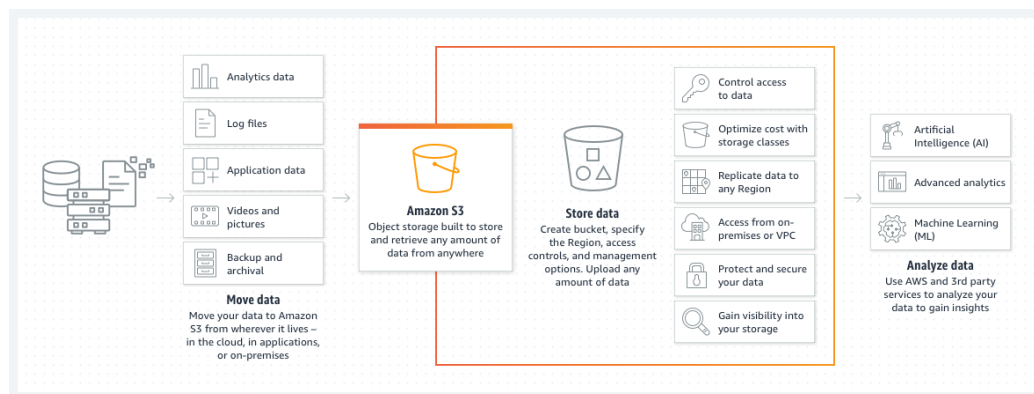 Analytics data
Log files
Application data
Videos and
pictures
Backup and
archival
Move data
Move your data to Amazon
S3 from wherever it lives –
in the cloud, in applications,
or on-premises
Amazon S3
Object storage built to store
and retrieve any amount of
data from anywhere
Store data
Create bucket, specify
the Region, access
controls, and management
options. Upload any
amount of data
Control access
to data
Optimize cost with
storage classes
Replicate data to
any Region
Access from on-
premises or VPC
Protect and secure
your data
Gain visibility into
your storage
Artificial
Intelligence (AI)
Advanced analytics
Machine Learning
(ML)
Analyze data
Use AWS and 3rd party
services to analyze your
data to gain insights